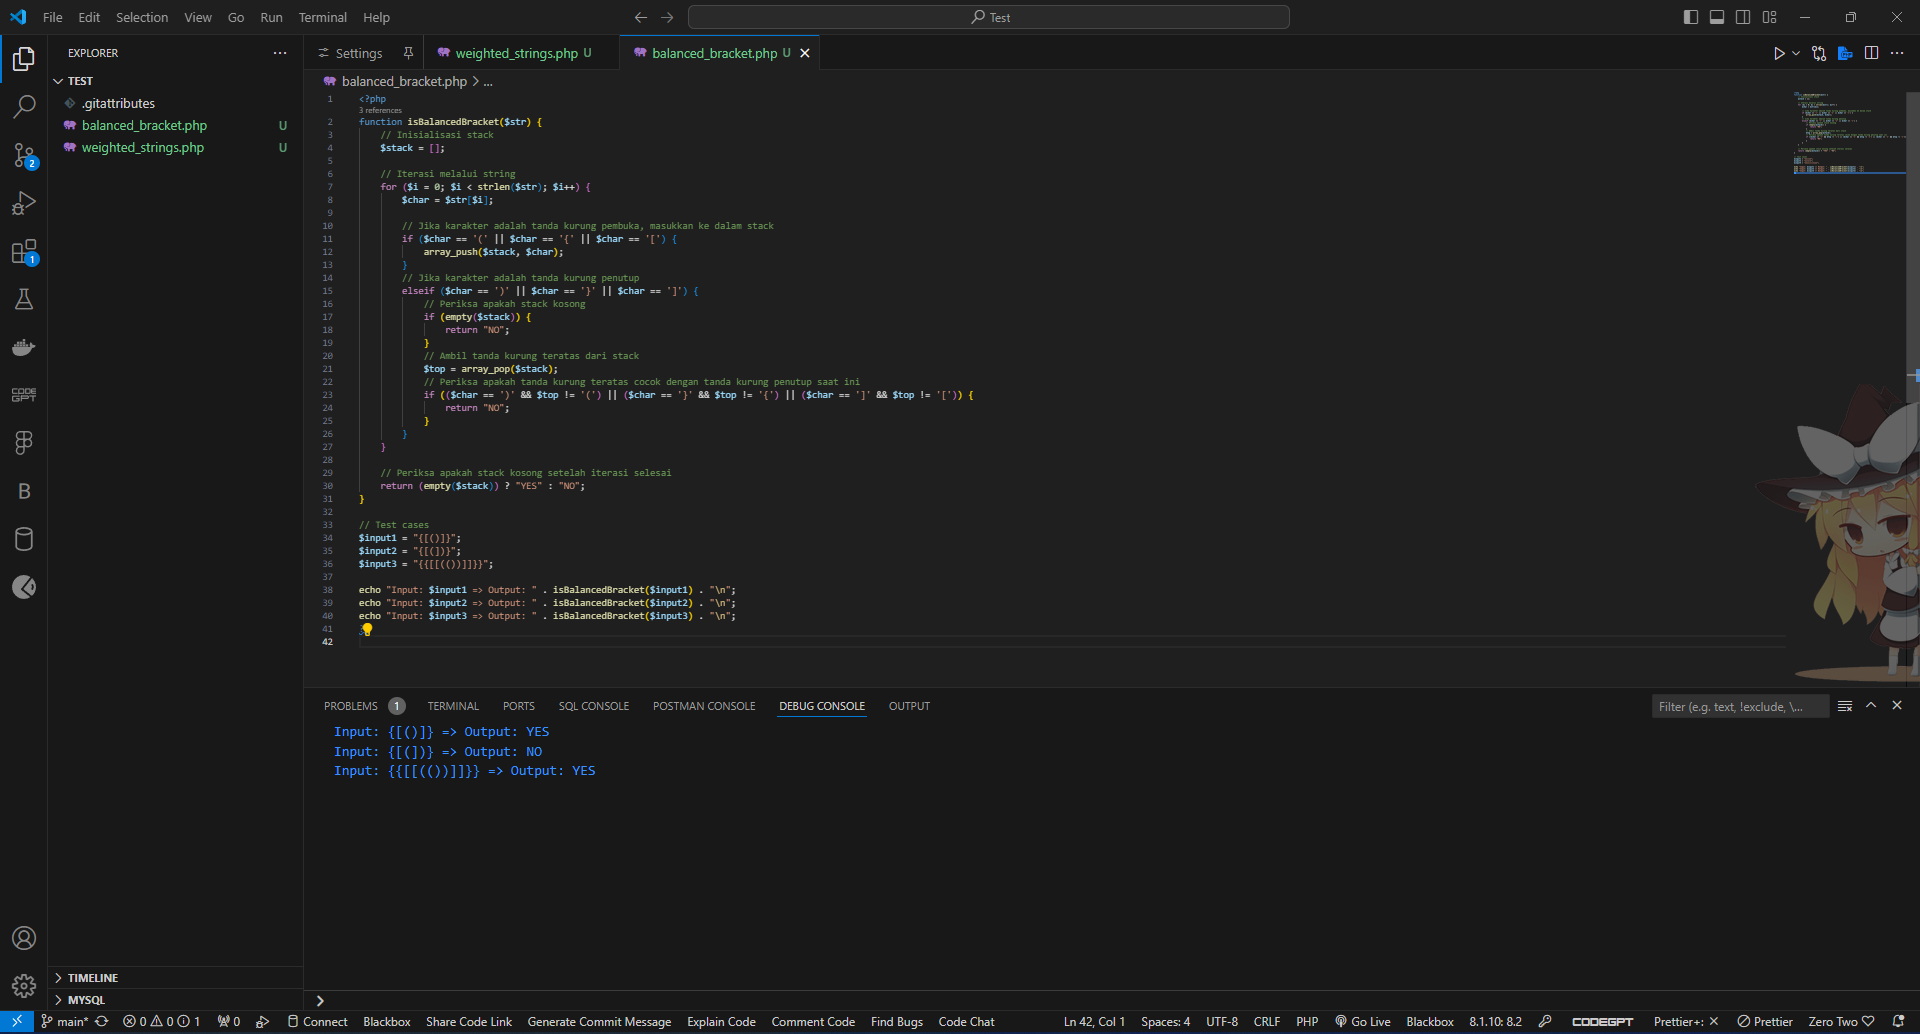 File Edit Selection View Go Run Terminal Help
Test
EXPLORER
TEST
.gitattributes
balanced_bracket.php U
weighted_strings.php U
2
1
CODE
GPT
B
TIMELINE
MYSQL
Settings
weighted_strings.php U
balanced_bracket.php U
balanced_bracket.php > ...
1 <?php
3 references
2 function isBalancedBracket($str) {
3 // Inisialisasi stack
4 $stack = [];
5
6 // Iterasi melalui string
7 for ($i = 0; $i < strlen($str); $i++) {
8 $char = $str[$i];
9
10 // Jika karakter adalah tanda kurung pembuka, masukkan ke dalam stack
11 if ($char == '(' || $char == '{' || $char == '[') {
12 array_push($stack, $char);
13 }
14 // Jika karakter adalah tanda kurung penutup
15 elseif ($char == ')' || $char == '}' || $char == ']') {
16 // Periksa apakah stack kosong
17 if (empty($stack)) {
18 return "NO";
19 }
20 // Ambil tanda kurung teratas dari stack
21 $top = array_pop($stack);
22 // Periksa apakah tanda kurung teratas cocok dengan tanda kurung penutup saat ini
23 if (($char == ')' && $top != '(') || ($char == '}' && $top != '{') || ($char == ']' && $top != '[')) {
24 return "NO";
25 }
26 }
27 }
28
29 // Periksa apakah stack kosong setelah iterasi selesai
30 return (empty($stack)) ? "YES" : "NO";
31 }
32
33 // Test cases
34 $input1 = "{[()]}";
35 $input2 = "{[(])}";
36 $input3 = "{{[[(())]]}}";
37
38 echo "Input: $input1 => Output: " . isBalancedBracket($input1) . "\n";
39 echo "Input: $input2 => Output: " . isBalancedBracket($input2) . "\n";
40 echo "Input: $input3 => Output: " . isBalancedBracket($input3) . "\n";
41
42
PROBLEMS 1 TERMINAL PORTS SQL CONSOLE POSTMAN CONSOLE DEBUG CONSOLE OUTPUT
Filter (e.g. text, !exclude, \...
Input: {[()]} => Output: YES
Input: {[(])} => Output: NO
Input: {{[[(())]]}} => Output: YES
main* 0 0 1 0 Connect Blackbox Share Code Link Generate Commit Message Explain Code Comment Code Find Bugs Code Chat Ln 42, Col 1 Spaces: 4 UTF-8 CRLF PHP Go Live Blackbox 8.1.10: 8.2 CODEGPT Prettier+: Prettier Zero Two